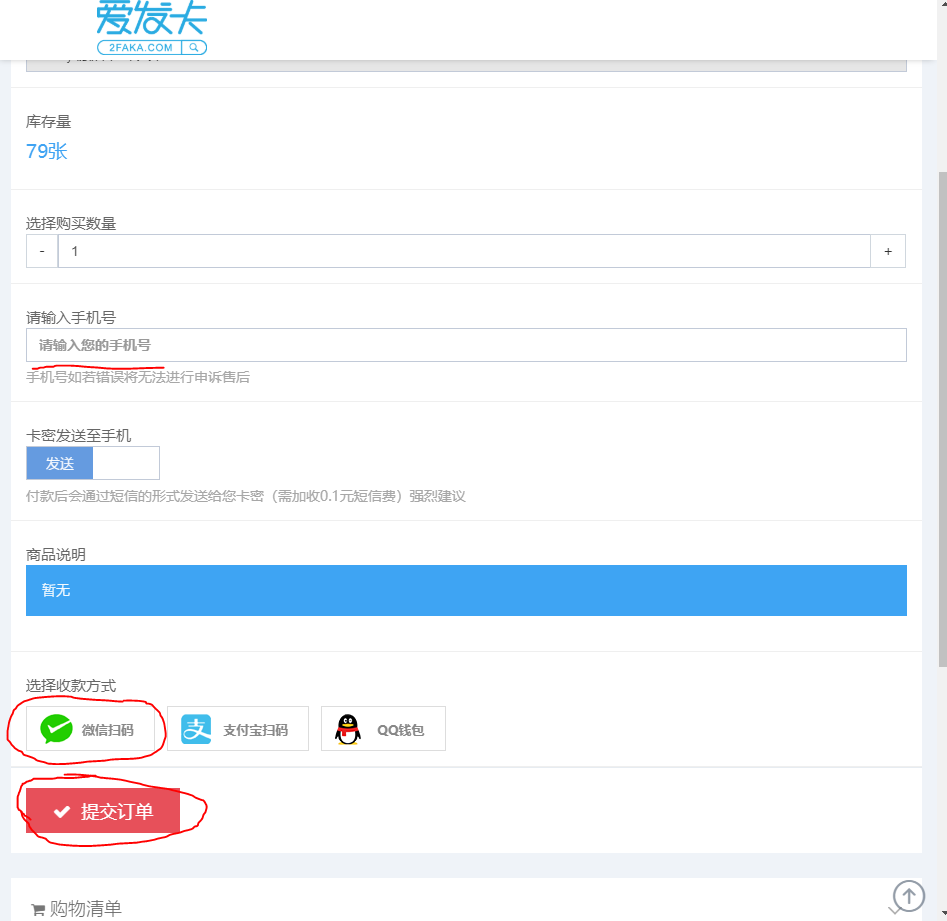 爱发卡
2FAKA.COM
库存量
79张
选择购买数量
- 1 +
请输入手机号
请输入您的手机号
手机号如若错误将无法进行申诉售后
卡密发送至手机
发送
付款后会通过短信的形式发送给您卡密（需加收0.1元短信费）强烈建议
商品说明
暂无
选择收款方式
微信扫码 支付宝扫码 QQ钱包
提交订单
购物清单